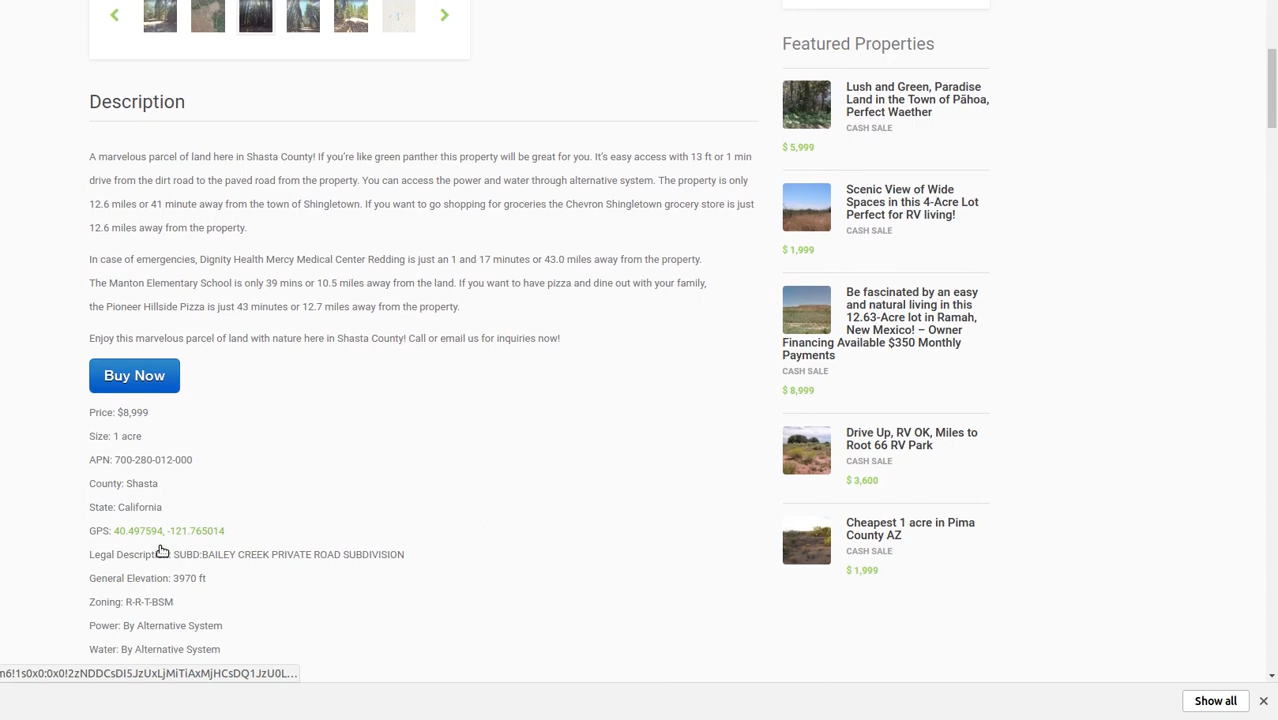 Description
A marvelous parcel of land here in Shasta County! If you're like green panther this property will be great for you. It's easy access with 13 ft or 1 min
drive from the dirt road to the paved road from the property. You can access the power and water through alternative system. The property is only
12.6 miles or 41 minute away from the town of Shingletown. If you want to go shopping for groceries the Chevron Shingletown grocery store is just
12.6 miles away from the property.
In case of emergencies, Dignity Health Mercy Medical Center Redding is just an 1 and 17 minutes or 43.0 miles away from the property.
The Manton Elementary School is only 39 mins or 10.5 miles away from the land. If you want to have pizza and dine out with your family,
the Pioneer Hillside Pizza is just 43 minutes or 12.7 miles away from the property.
Enjoy this marvelous parcel of land with nature here in Shasta County! Call or email us for inquiries now!
Buy Now
Price: $8,999
Size: 1 acre
APN: 700-280-012-000
County: Shasta
State: California
GPS: 40.497594, -121.765014
Legal SUBD:BAILEY CREEK PRIVATE ROAD SUBDIVISION
General Elevation: 3970 ft
Zoning: R-R-T-BSM
Power: By Alternative System
Water: By Alternative System
Featured Properties
Lush and Green, Paradise
Land in the Town of Pāhoa,
Perfect Waether
CASH SALE
$ 5,999
Scenic View of Wide
Spaces in this 4-Acre Lot
Perfect for RV living!
CASH SALE
$ 1,999
Be fascinated by an easy
and natural living in this
12.63-Acre lot in Ramah,
New Mexico! – Owner
Financing Available $350 Monthly
Payments
CASH SALE
$ 8,999
Drive Up, RV OK, Miles to
Root 66 RV Park
CASH SALE
$ 3,600
Cheapest 1 acre in Pima
County AZ
CASH SALE
$ 1,999
Show all